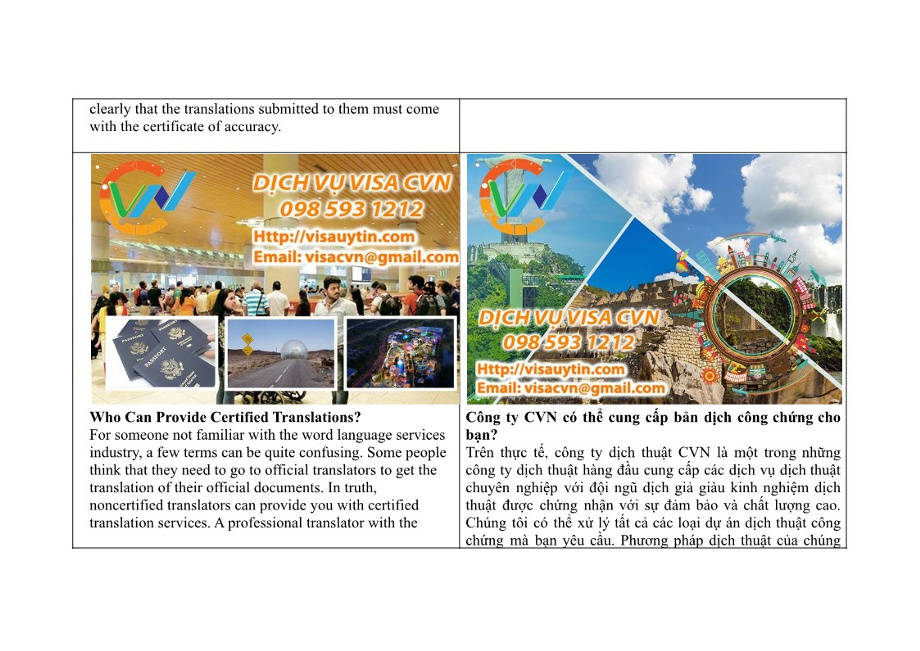 clearly that the translations submitted to them must come
with the certificate of accuracy.
CVN
DỊCH VỤ VISA CVN
098 593 1212
Http://visauytin.com
Email: visacvn@gmail.com
PASSPORT
PASSPORT
Who Can Provide Certified Translations?
For someone not familiar with the word language services
industry, a few terms can be quite confusing. Some people
think that they need to go to official translators to get the
translation of their official documents. In truth,
noncertified translators can provide you with certified
translation services. A professional translator with the
CVN
DỊCH VỤ VISA CVN
098 593 1212
Http://visauytin.com
Email: visacvn@gmail.com
Công ty CVN có thể cung cấp bản dịch công chứng cho
bạn?
Trên thực tế, công ty dịch thuật CVN là một trong những
công ty dịch thuật hàng đầu cung cấp các dịch vụ dịch thuật
chuyên nghiệp với đội ngũ dịch giả giàu kinh nghiệm dịch
thuật được chứng nhận với sự đảm bảo và chất lượng cao.
Chúng tôi có thể xử lý tất cả các loại dự án dịch thuật công
chứng mà bạn yêu cầu. Phương pháp dịch thuật của chúng